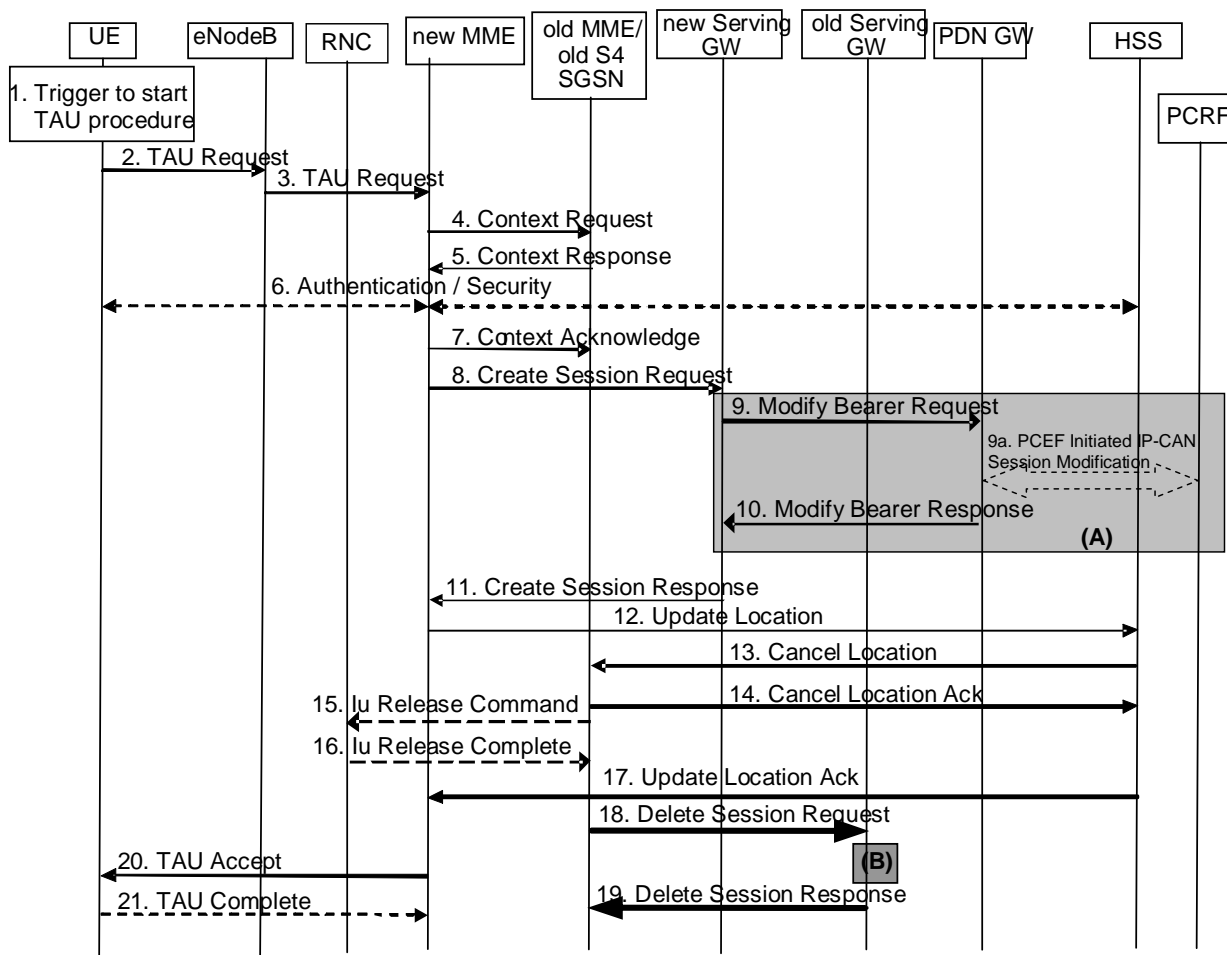 UE
eNodeB
RNC
new MME
old MME/
old S4
SGSN
new Serving
GW
old Serving
GW
PDN GW
HSS
PCRF
1. Trigger to start
TAU procedure
2. TAU Request
3. TAU Request
4. Context Request
5. Context Response
6. Authentication / Security
7. Context Acknowledge
8. Create Session Request
9. Modify Bearer Request
9a. PCEF Initiated IP-CAN
Session Modification
10. Modify Bearer Response
(A)
11. Create Session Response
12. Update Location
13. Cancel Location
14. Cancel Location Ack
15. Iu Release Command
16. Iu Release Complete
17. Update Location Ack
18. Delete Session Request
(B)
20. TAU Accept
19. Delete Session Response
21. TAU Complete